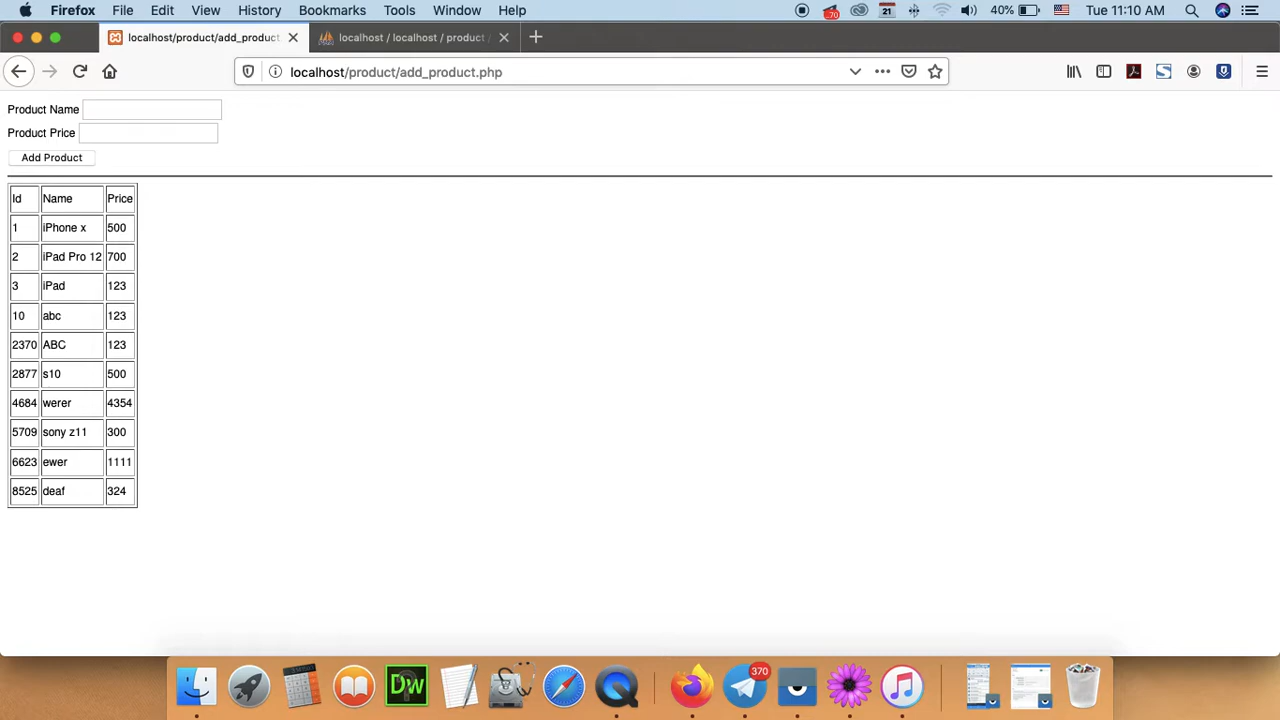 Firefox File Edit View History Bookmarks Tools Window Help 70 21 40% Tue 11:10 AM
localhost/product/add_product localhost / localhost / product /
localhost/product/add_product.php
Product Name
Product Price
Add Product
Id Name Price
1 iPhone x 500
2 iPad Pro 12 700
3 iPad 123
10 abc 123
2370 ABC 123
2877 s10 500
4684 werer 4354
5709 sony z11 300
6623 ewer 1111
8525 deaf 324
DW 370